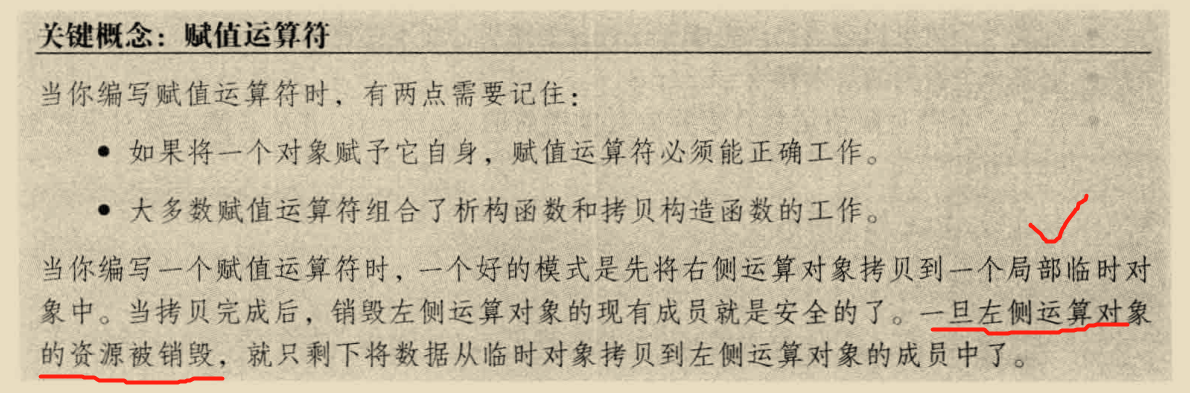 关键概念：赋值运算符
当你编写赋值运算符时，有两点需要记住：
● 如果将一个对象赋予它自身，赋值运算符必须能正确工作。
● 大多数赋值运算符组合了析构函数和拷贝构造函数的工作。
当你编写一个赋值运算符时，一个好的模式是先将右侧运算对象拷贝到一个局部临时对
象中。当拷贝完成后，销毁左侧运算对象的现有成员就是安全的了。一旦左侧运算对象
的资源被销毁，就只剩下将数据从临时对象拷贝到左侧运算对象的成员中了。